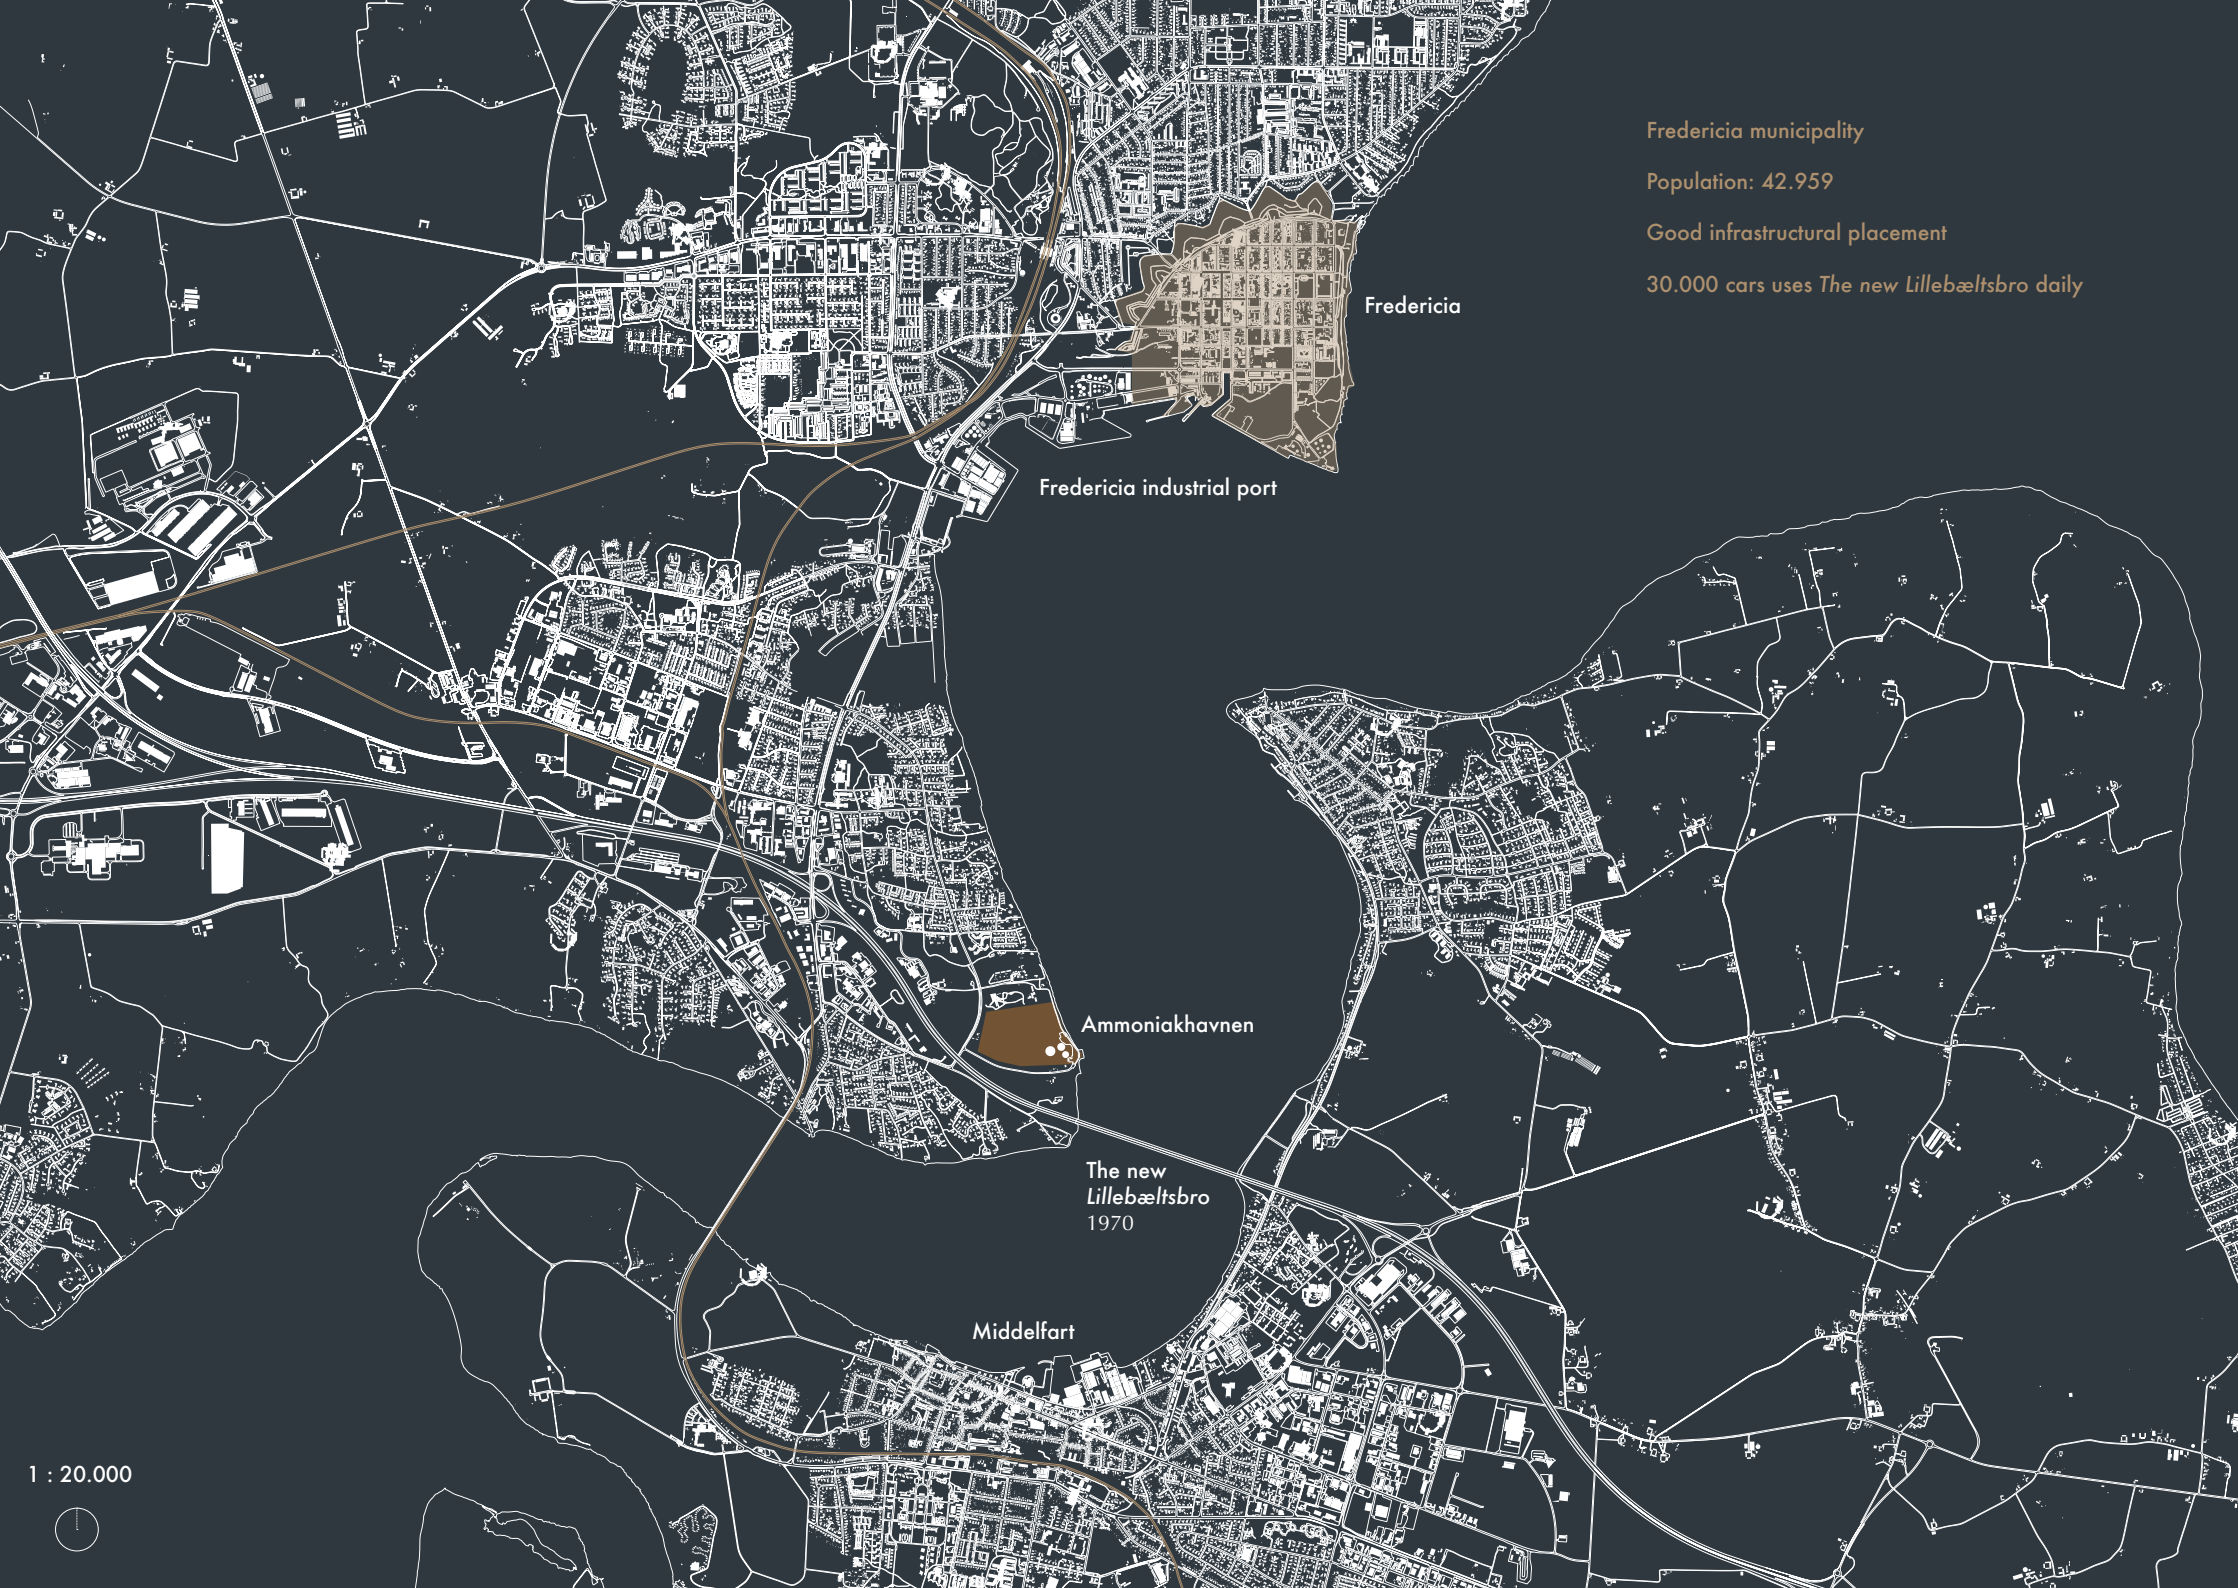 Fredericia municipality
Population: 42.959
Good infrastructural placement
30.000 cars uses The new Lillebæltsbro daily
Fredericia
Fredericia industrial port
Ammoniakhavnen
The new
Lillebæltsbro
1970
Middelfart
1 : 20.000